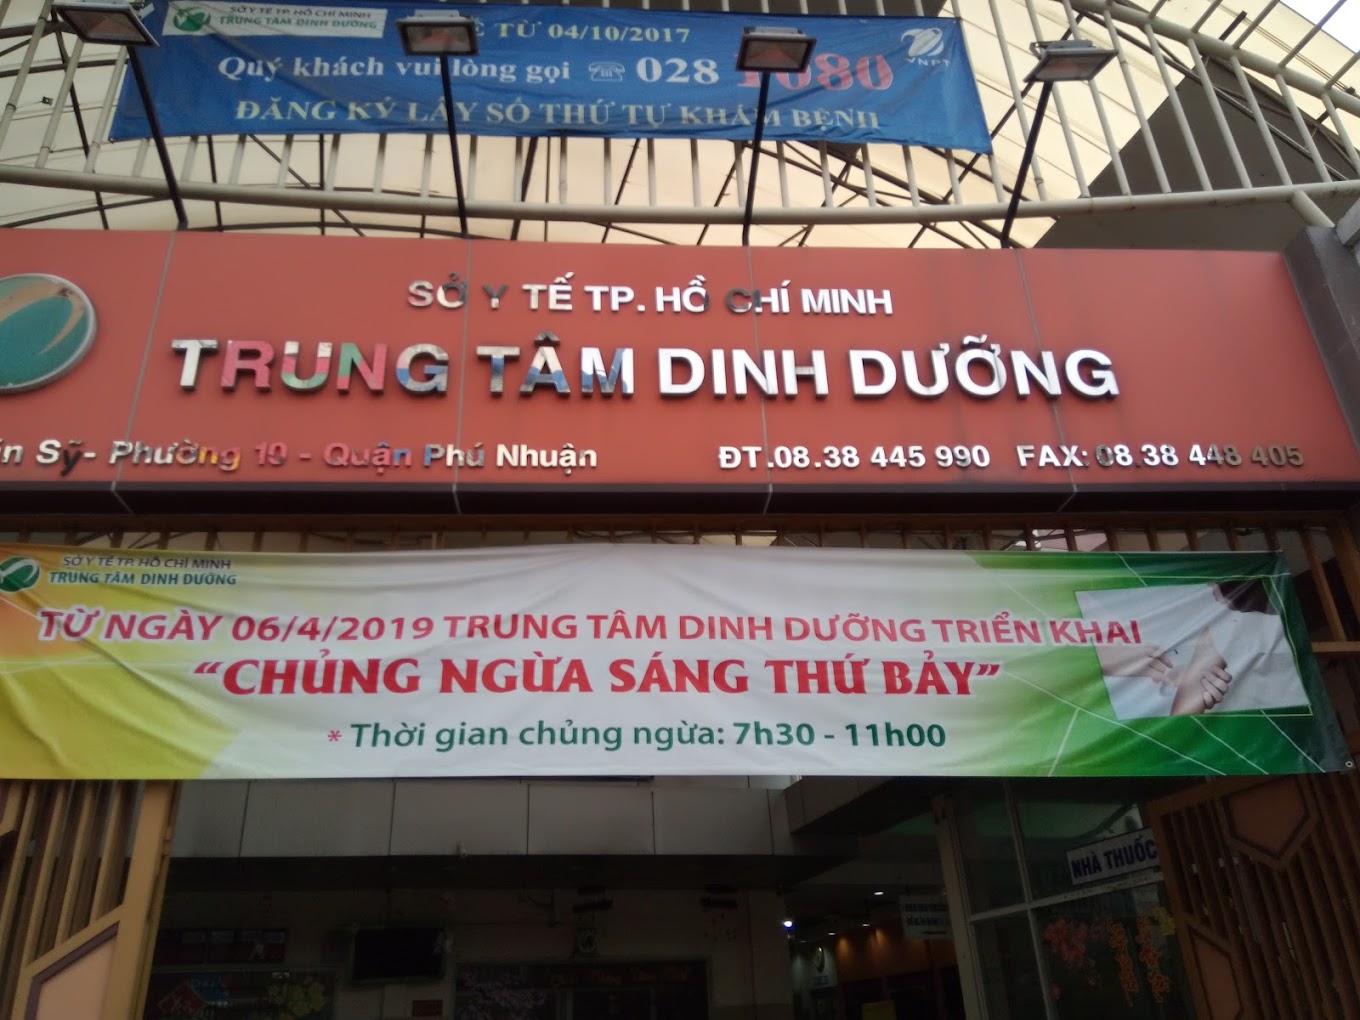 SỞ Y TẾ TP. HỒ CHÍ MINH
TRUNG TÂM DINH DƯỠNG
TỪ 04/10/2017
Quý khách vui lòng gọi ☏ 028 1080
VNPT
ĐĂNG KÝ LẤY SỐ THỨ TỰ KHÁM BỆNH
SỞ Y TẾ TP. HỒ CHÍ MINH
TRUNG TÂM DINH DƯỠNG
Sỹ- Phường 10 - Quận Phú Nhuận
ĐT.08.38 445 990 FAX: 08.38 448 405
SỞ Y TẾ TP. HỒ CHÍ MINH
TRUNG TÂM DINH DƯỠNG
TỪ NGÀY 06/4/2019 TRUNG TÂM DINH DƯỠNG TRIỂN KHAI
“CHỦNG NGỪA SÁNG THỨ BẢY”
* Thời gian chủng ngừa: 7h30 - 11h00
NHÀ THUỐC